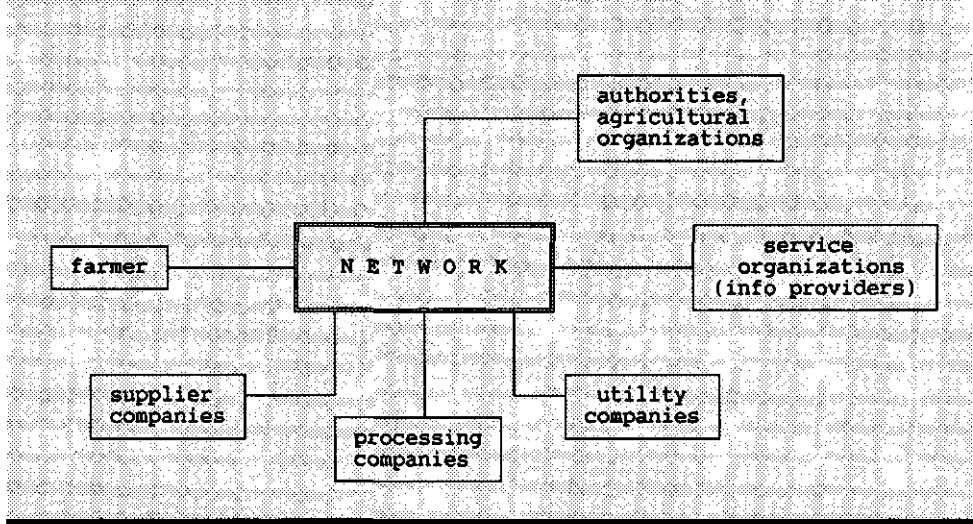 authorities,
agricultural
organizations
farmer
N E T W O R K
service
organizations
(info providers)
supplier
companies
processing
companies
utility
companies